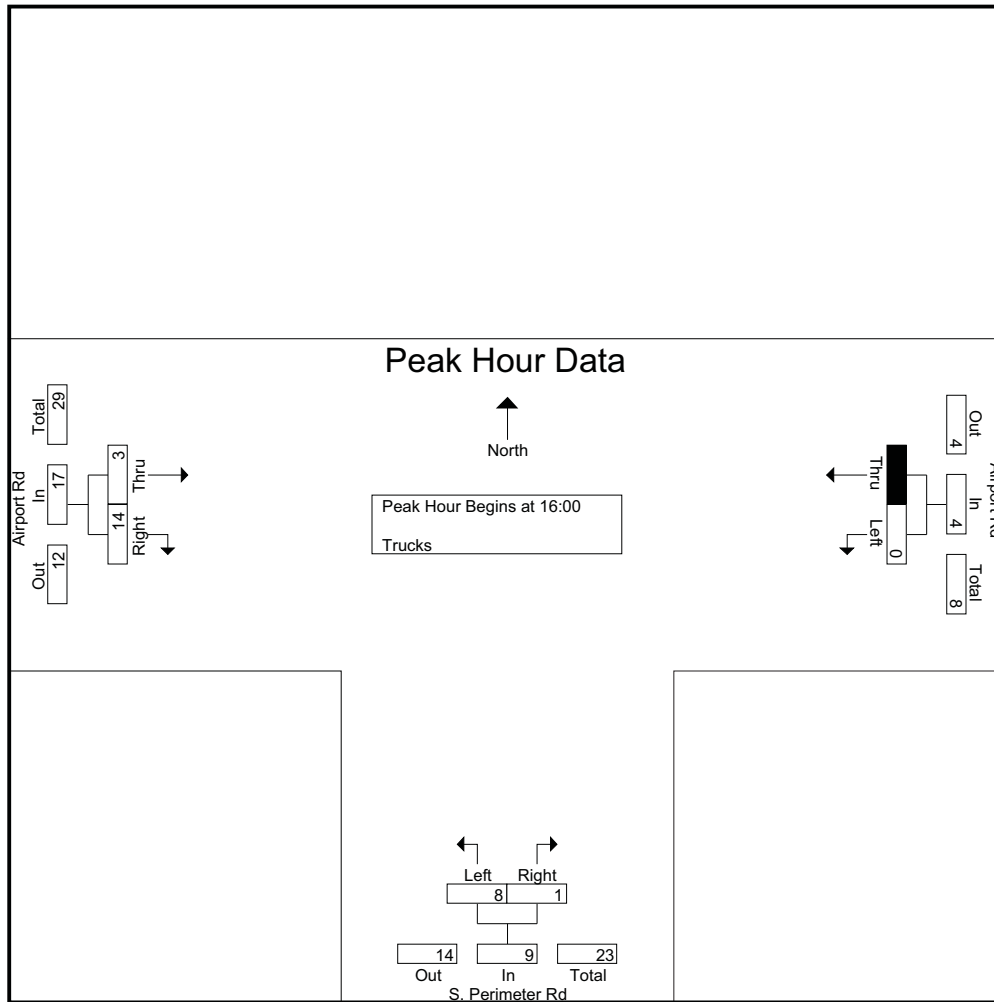 Peak Hour Data
North
Peak Hour Begins at 16:00
Trucks
Airport Rd
Total
29
In
17
Out
12
3
Thru
14
Right
Thru
Left
0
Out
4
In
4
Total
8
Airport Rd
Left
Right
8
1
14
9
23
Out
In
Total
S. Perimeter Rd